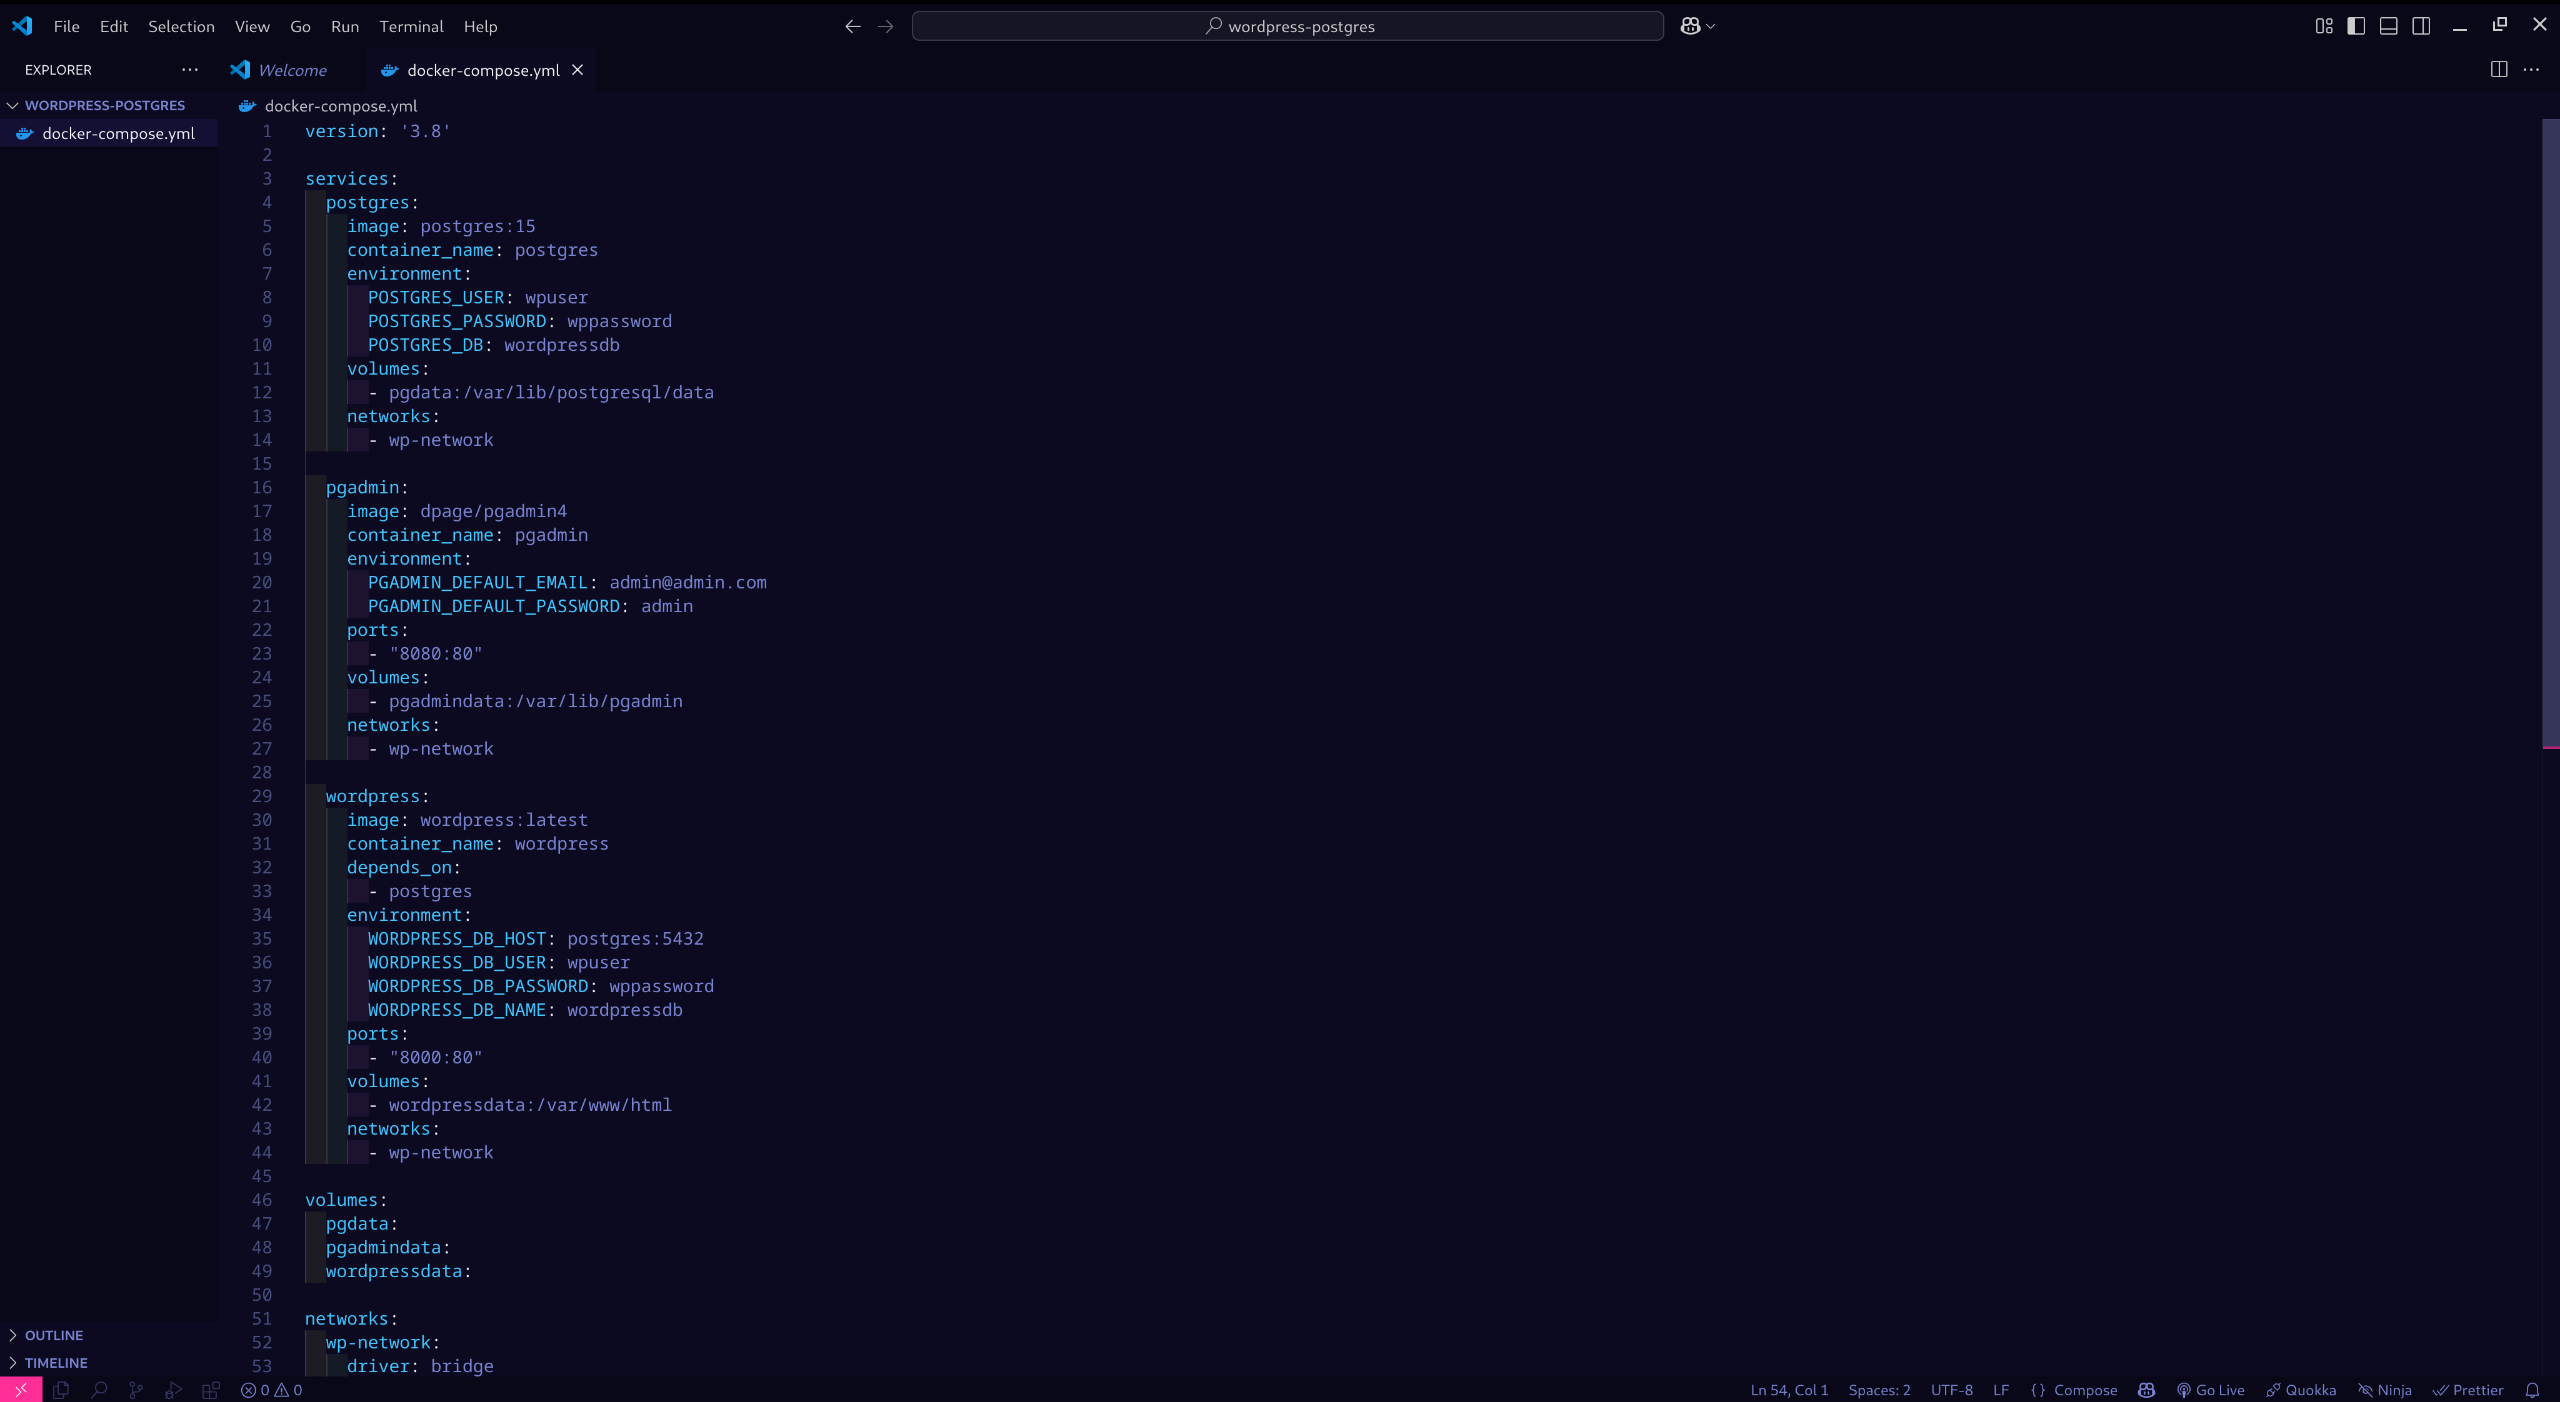 File Edit Selection View Go Run Terminal Help
wordpress-postgres
EXPLORER
Welcome
docker-compose.yml
WORDPRESS-POSTGRES
docker-compose.yml
docker-compose.yml
1 version: '3.8'
2
3 services:
4 postgres:
5 image: postgres:15
6 container_name: postgres
7 environment:
8 POSTGRES_USER: wpuser
9 POSTGRES_PASSWORD: wppassword
10 POSTGRES_DB: wordpressdb
11 volumes:
12 - pgdata:/var/lib/postgresql/data
13 networks:
14 - wp-network
15
16 pgadmin:
17 image: dpage/pgadmin4
18 container_name: pgadmin
19 environment:
20 PGADMIN_DEFAULT_EMAIL: admin@admin.com
21 PGADMIN_DEFAULT_PASSWORD: admin
22 ports:
23 - "8080:80"
24 volumes:
25 - pgadmindata:/var/lib/pgadmin
26 networks:
27 - wp-network
28
29 wordpress:
30 image: wordpress:latest
31 container_name: wordpress
32 depends_on:
33 - postgres
34 environment:
35 WORDPRESS_DB_HOST: postgres:5432
36 WORDPRESS_DB_USER: wpuser
37 WORDPRESS_DB_PASSWORD: wppassword
38 WORDPRESS_DB_NAME: wordpressdb
39 ports:
40 - "8000:80"
41 volumes:
42 - wordpressdata:/var/www/html
43 networks:
44 - wp-network
45
46 volumes:
47 pgdata:
48 pgadmindata:
49 wordpressdata:
50
51 networks:
52 wp-network:
53 driver: bridge
OUTLINE
TIMELINE
0 0
Ln 54, Col 1 Spaces: 2 UTF-8 LF {} Compose Go Live Quokka Ninja Prettier